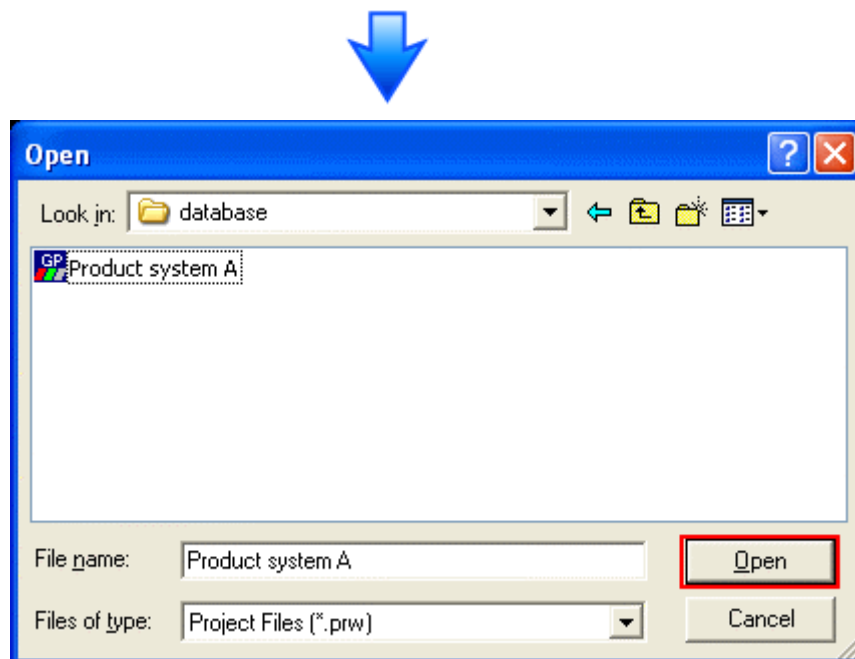 Open
Look in: database
GP Product system A
File name: Product system A Open
Files of type: Project Files (*.prw) Cancel